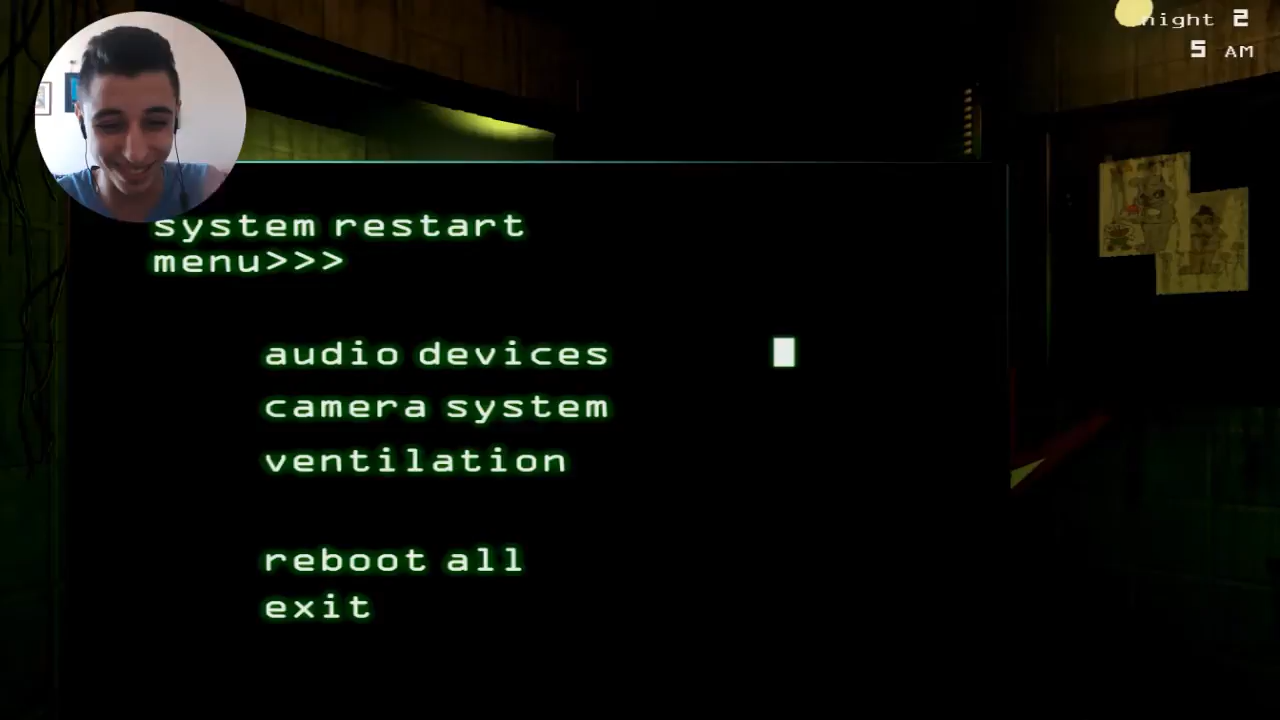 night 2
5 AM
system restart
menu>>>
audio devices
camera system
ventilation
reboot all
exit